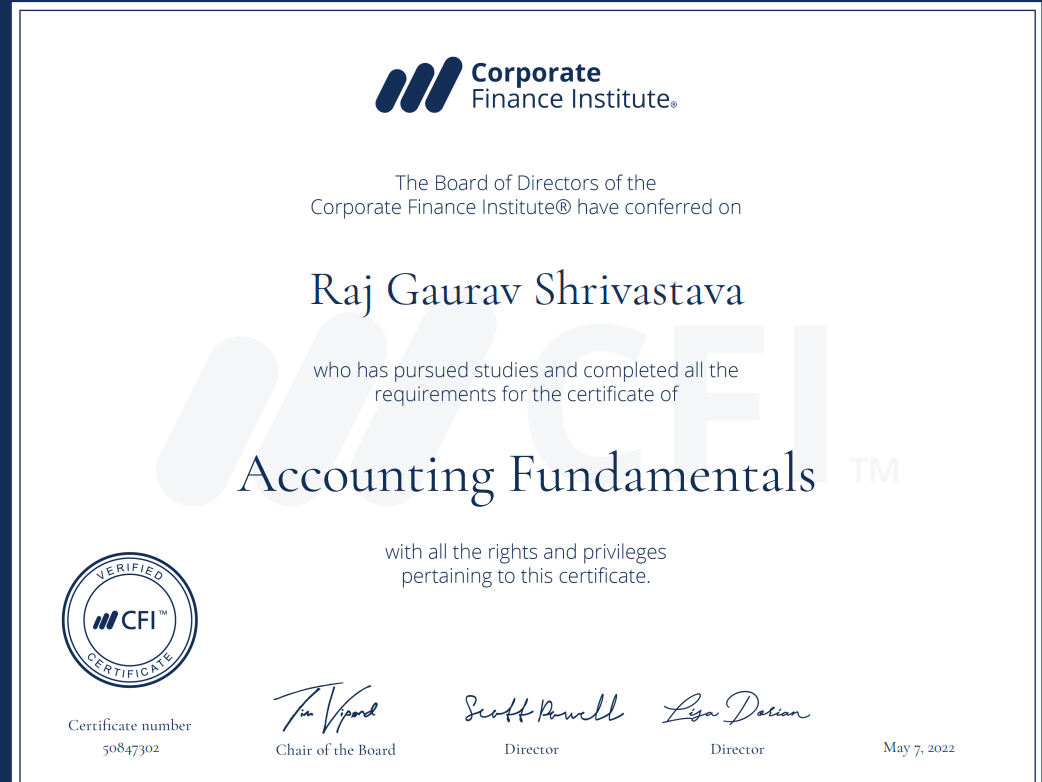 Corporate
Finance Institute®
The Board of Directors of the
Corporate Finance Institute® have conferred on
Raj Gaurav Shrivastava
who has pursued studies and completed all the
requirements for the certificate of
CFI™
Accounting Fundamentals
with all the rights and privileges
pertaining to this certificate.
VERIFIED
CFI™
CERTIFICATE
Tim Vipond
Scott Powell
Lisa Dorian
Certificate number
50847302
Chair of the Board
Director
Director
May 7, 2022